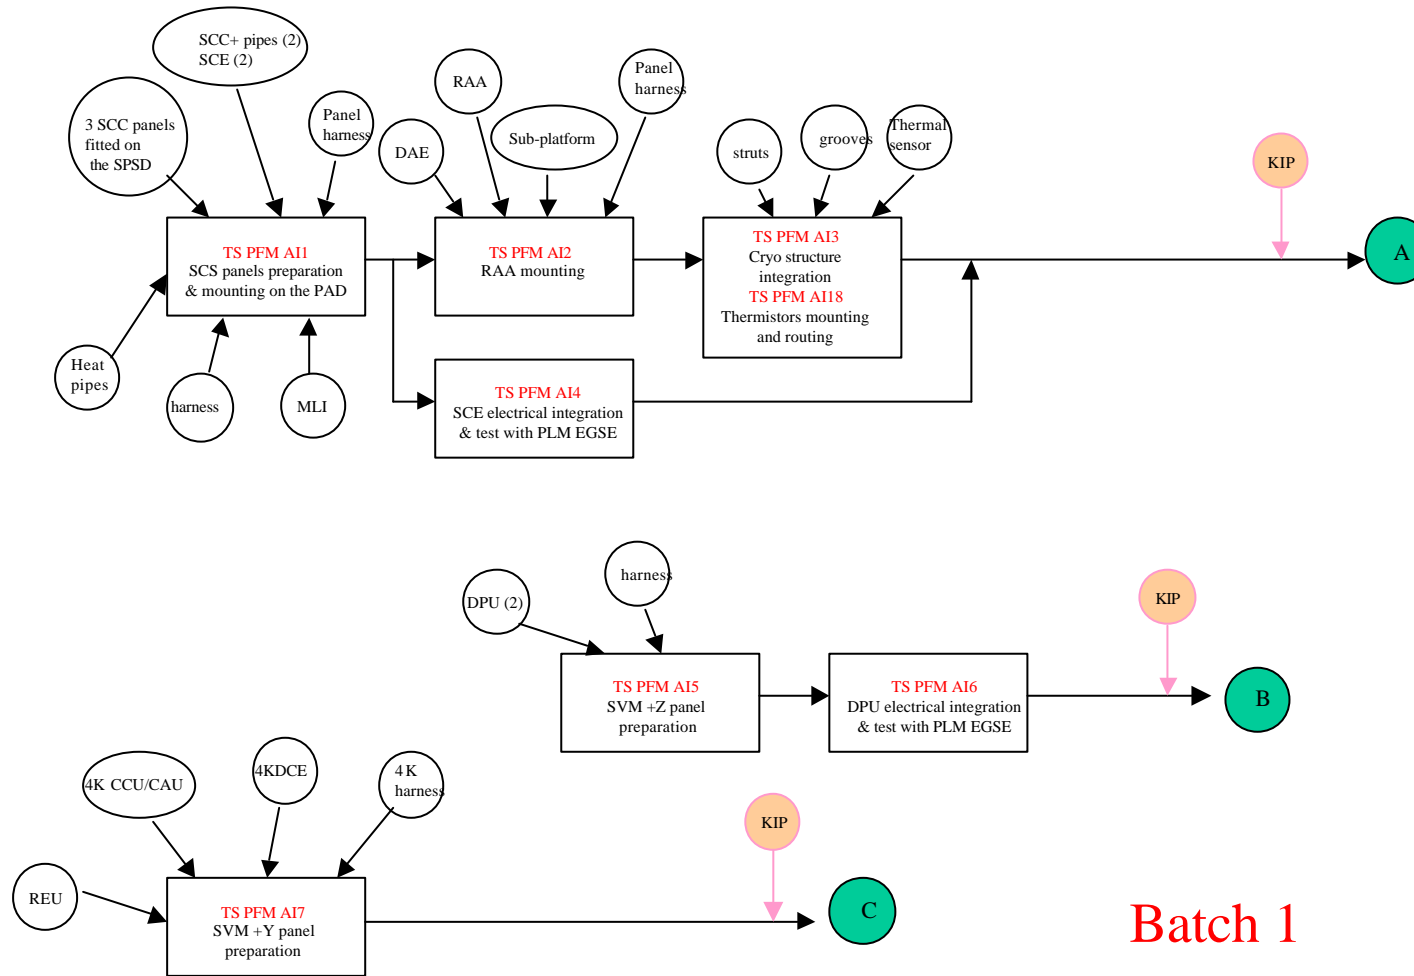 SCC+ pipes (2)
SCE (2)
3 SCC panels
fitted on
the SPSD
Panel
harness
RAA
DAE
Sub-platform
Panel
harness
struts
grooves
Thermal
sensor
KIP
A
TS PFM AI1
SCS panels preparation
& mounting on the PAD
TS PFM AI2
RAA mounting
TS PFM AI3
Cryo structure
integration
TS PFM AI18
Thermistors mounting
and routing
Heat
pipes
harness
MLI
TS PFM AI4
SCE electrical integration
& test with PLM EGSE
DPU (2)
harness
KIP
TS PFM AI5
SVM +Z panel
preparation
TS PFM AI6
DPU electrical integration
& test with PLM EGSE
B
4K CCU/CAU
4KDCE
4K
harness
KIP
REU
TS PFM AI7
SVM +Y panel
preparation
C
Batch 1